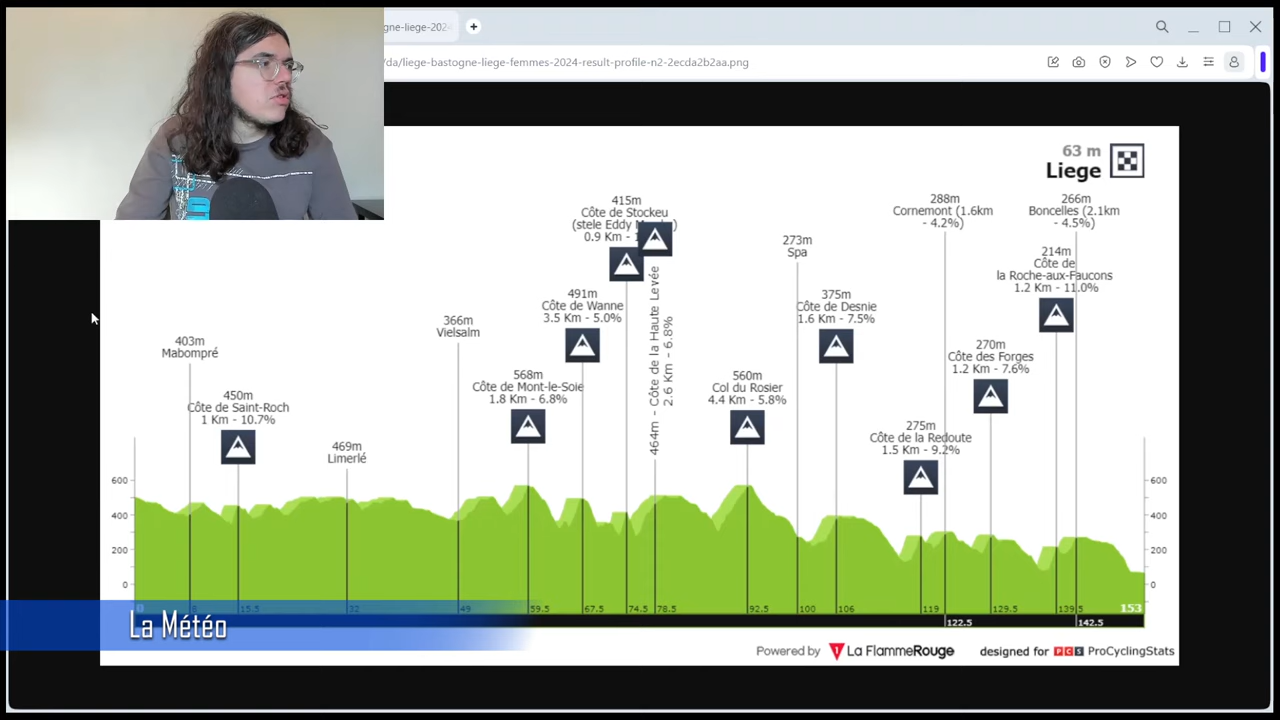 gne-liege-2024
/da/liege-bastogne-liege-femmes-2024-result-profile-n2-2ecda2b2aa.png
63 m
Liege
415m
Côte de Stockeu
(stele Eddy
0.9 Km -
288m
Cornemont (1.6km
- 4.2%)
266m
Boncelles (2.1km
- 4.5%)
273m
Spa
214m
Côte de
la Roche-aux-Faucons
1.2 Km - 11.0%
491m
Côte de Wanne
3.5 Km - 5.0%
464m - Côte de la Haute Levée
2.6 Km - 6.8%
375m
Côte de Desnie
1.6 Km - 7.5%
366m
Vielsalm
403m
Mabompré
270m
Côte des Forges
1.2 Km - 7.6%
568m
Côte de Mont-le-Soie
1.8 Km - 6.8%
560m
Col du Rosier
4.4 Km - 5.8%
450m
Côte de Saint-Roch
1 Km - 10.7%
275m
Côte de la Redoute
1.5 Km - 9.2%
469m
Limerlé
600
400
200
0
600
400
200
0
8 15.5 32 49 59.5 67.5 74.5 78.5 92.5 100 106 119 129.5 139.5 153
122.5 142.5
La Météo
Powered by La FlammeRouge designed for PCS ProCyclingStats